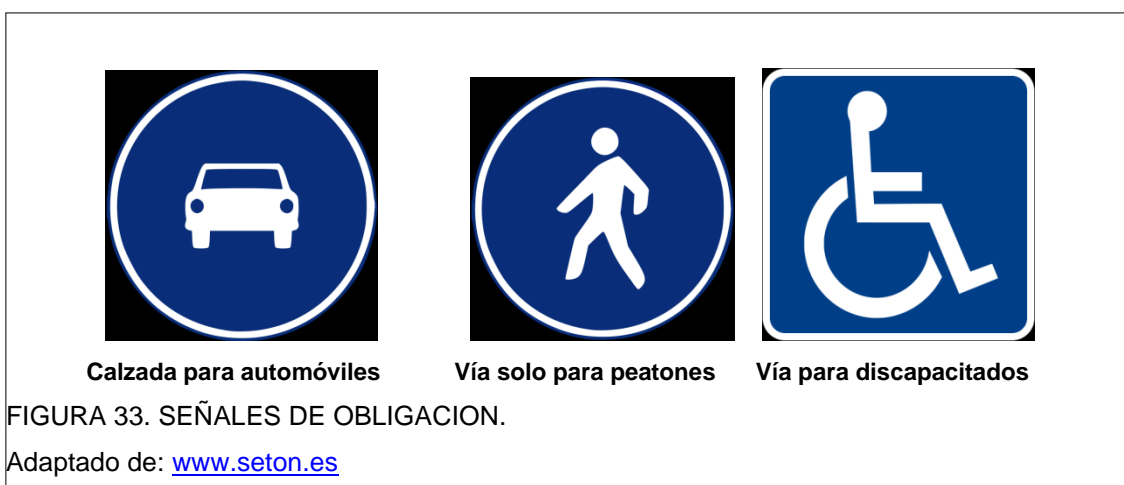 Calzada para automóviles Vía solo para peatones Vía para discapacitados
FIGURA 33. SEÑALES DE OBLIGACION.
Adaptado de: www.seton.es